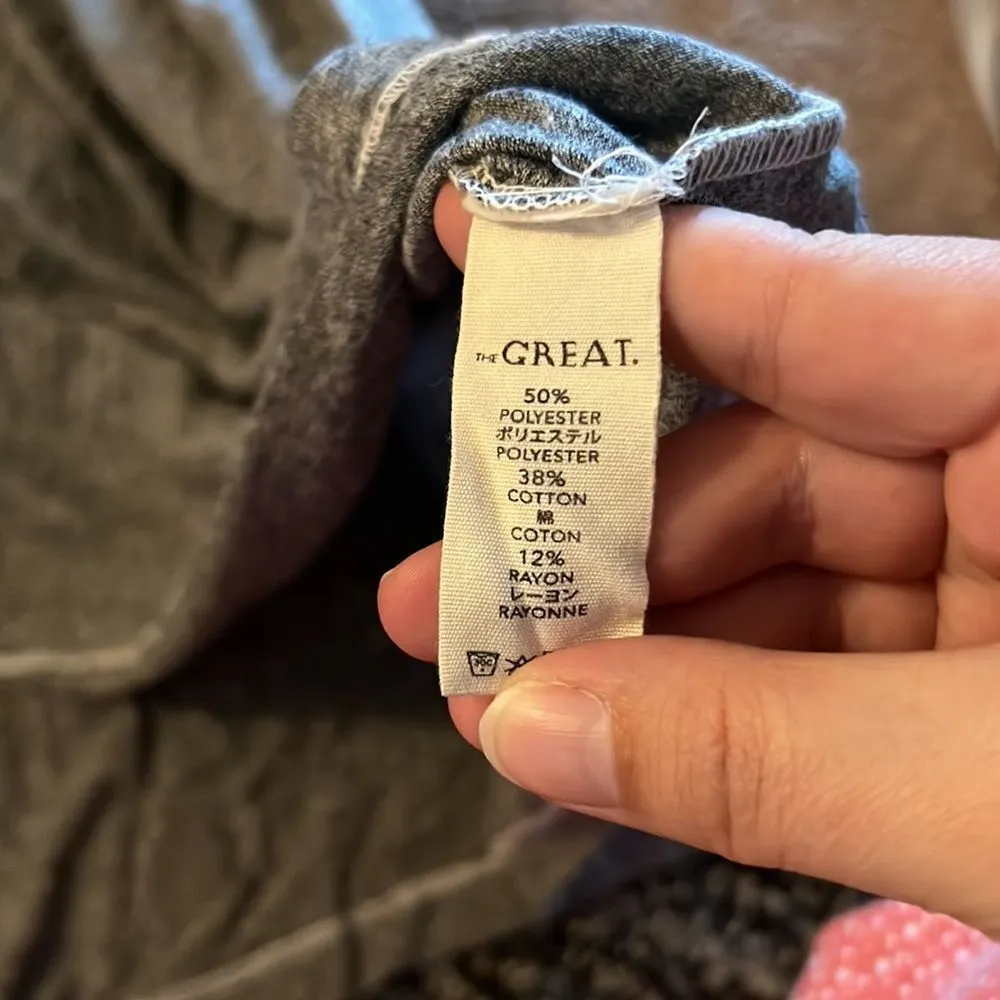 THE GREAT.
50%
POLYESTER
ポリエステル
POLYESTER
38%
COTTON
綿
COTON
12%
RAYON
レーヨン
RAYONNE
30C